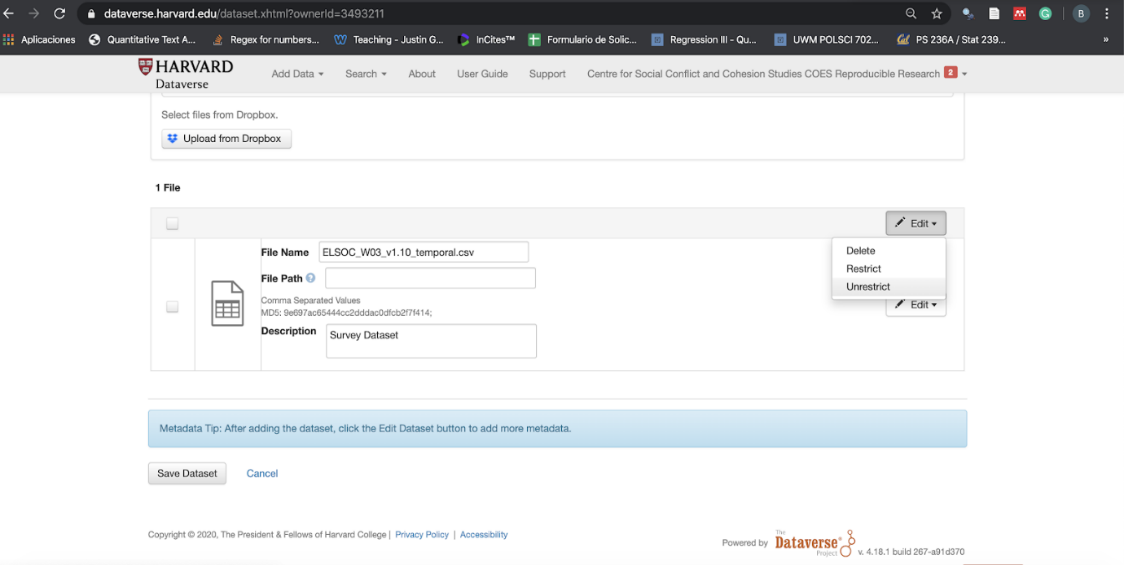 dataverse.harvard.edu/dataset.xhtml?ownerId=3493211
B
Aplicaciones Quantitative Text A... Regex for numbers... Teaching - Justin G... InCites™ Formulario de Solic... Regression III - Qu... UWM POLSCI 702... PS 236A / Stat 239... »
HARVARD
Dataverse
Add Data Search About User Guide Support Centre for Social Conflict and Cohesion Studies COES Reproducible Research 2
Select files from Dropbox.
Upload from Dropbox
1 File
Edit
Delete
Restrict
Unrestrict
File Name ELSOC_W03_v1.10_temporal.csv
File Path ?
Comma Separated Values
MD5: 9e697ac65444cc2dddac0dfcb2f7f414;
Edit
Description Survey Dataset
Metadata Tip: After adding the dataset, click the Edit Dataset button to add more metadata.
Save Dataset Cancel
Copyright © 2020, The President & Fellows of Harvard College | Privacy Policy | Accessibility
Powered by The Dataverse Project v. 4.18.1 build 267-a91d370